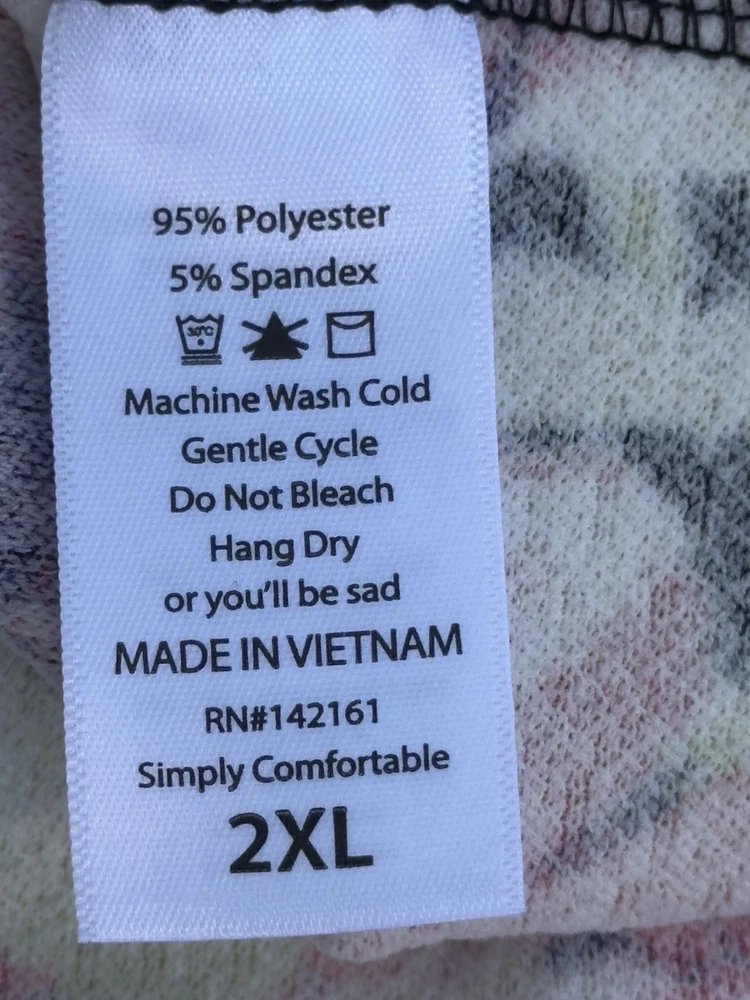 95% Polyester
5% Spandex
30°C
Machine Wash Cold
Gentle Cycle
Do Not Bleach
Hang Dry
or you'll be sad
MADE IN VIETNAM
RN#142161
Simply Comfortable
2XL